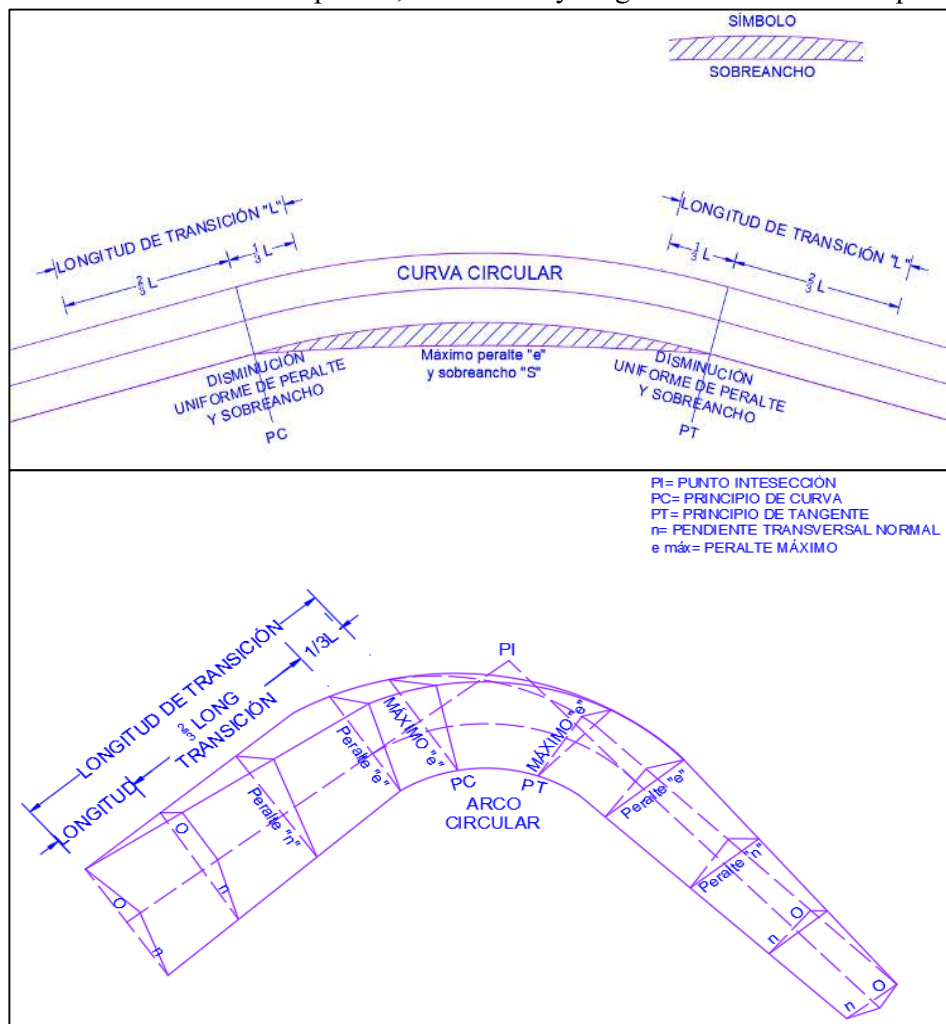 SÍMBOLO
SOBREANCHO
LONGITUD DE TRANSICIÓN "L"
2/3 L
1/3 L
LONGITUD DE TRANSICIÓN "L"
1/3 L
2/3 L
CURVA CIRCULAR
DISMINUCIÓN
UNIFORME DE PERALTE
Y SOBREANCHO
Máximo peralte "e"
y sobreancho "S"
DISMINUCIÓN
UNIFORME DE PERALTE
Y SOBREANCHO
PC
PT
PI= PUNTO INTESECCIÓN
PC= PRINCIPIO DE CURVA
PT= PRINCIPIO DE TANGENTE
n= PENDIENTE TRANSVERSAL NORMAL
e máx= PERALTE MÁXIMO
LONGITUD DE TRANSICIÓN
1/3L
2/3 LONG
TRANSICIÓN
LONGITUD
PI
MÁXIMO "e"
MÁXIMO "e"
Peralte "e"
Peralte "e"
PC
PT
ARCO
CIRCULAR
Peralte "n"
Peralte "n"
O
n
O
n
O
n
O
n